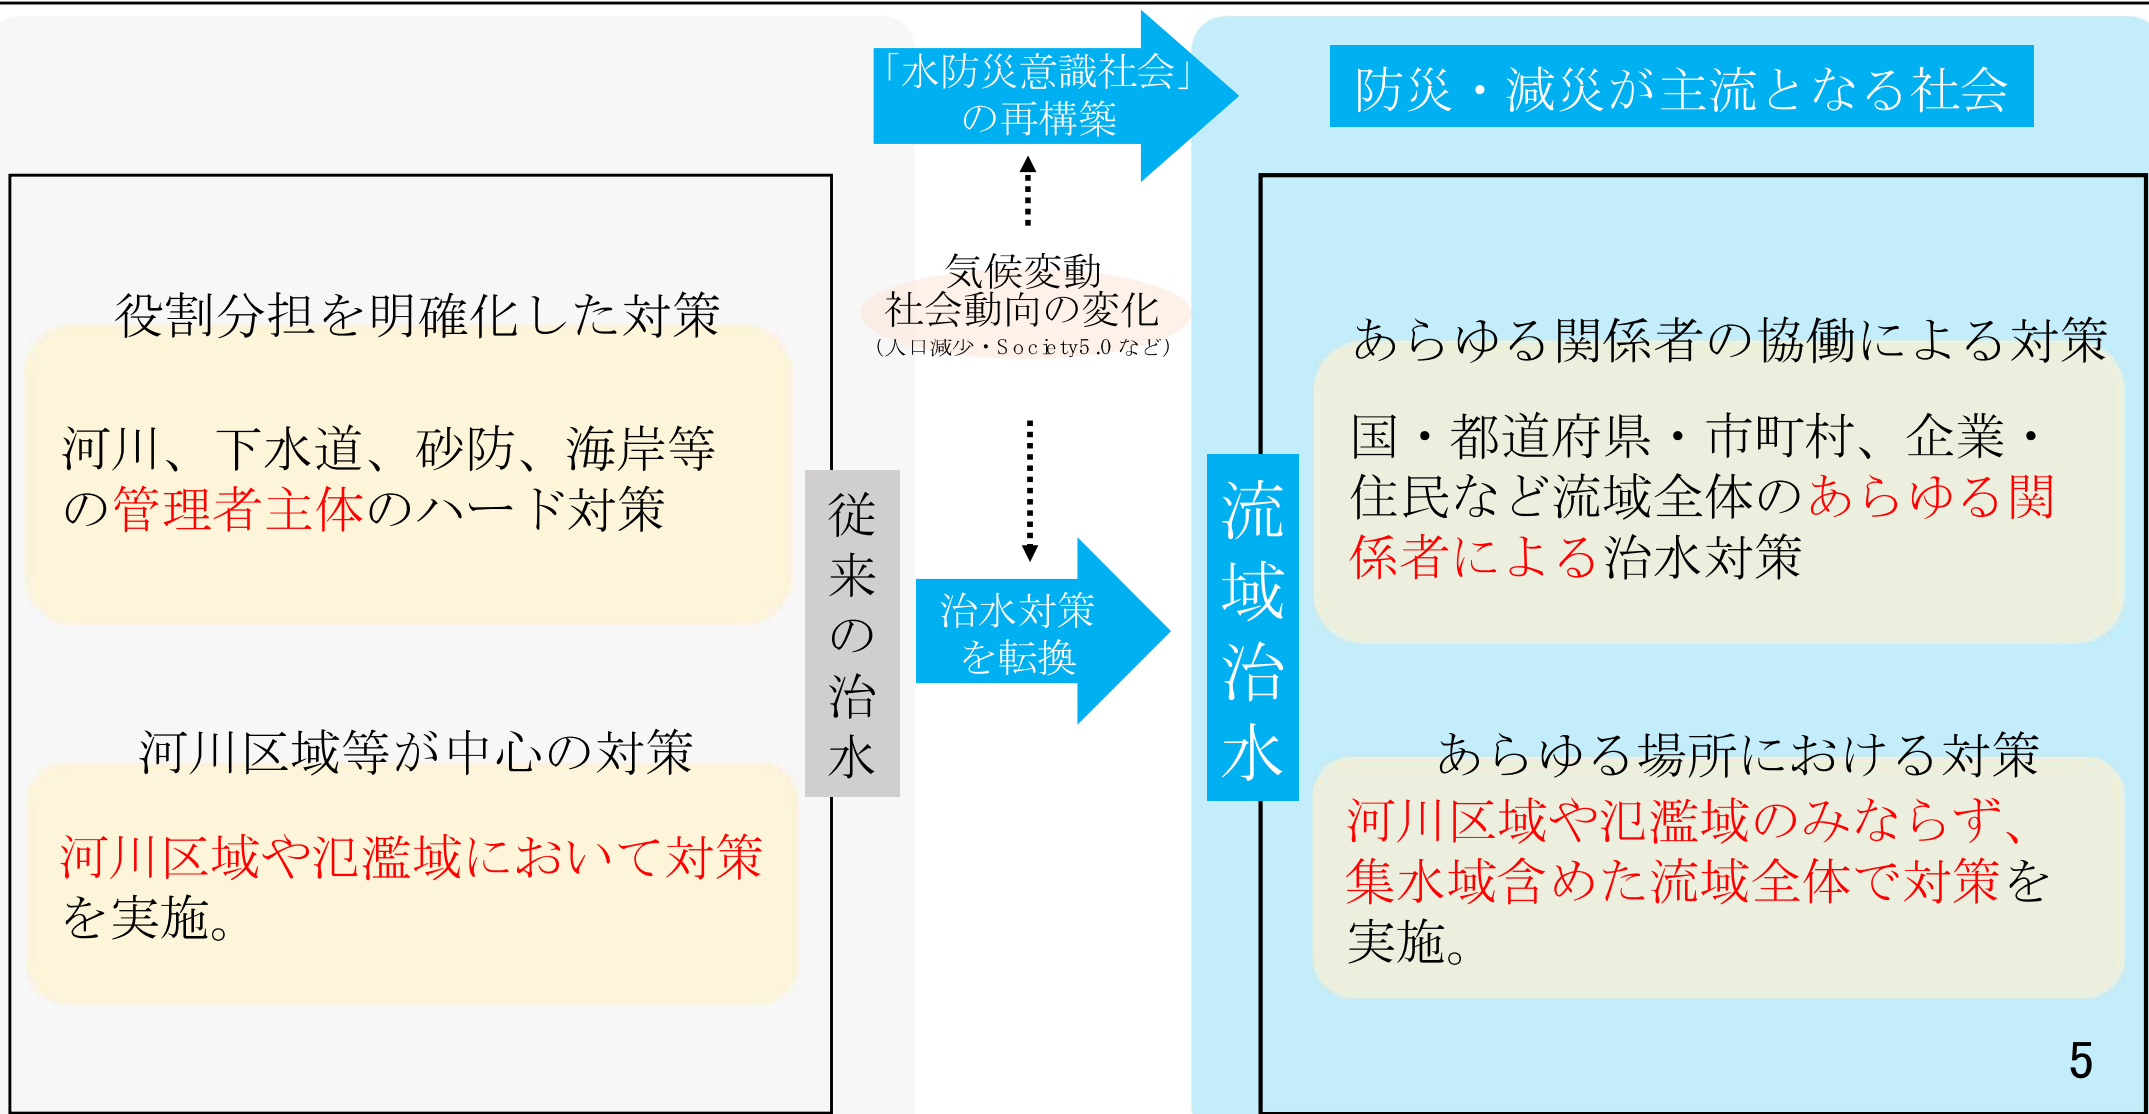 「水防災意識社会」
の再構築
防災・減災が主流となる社会
気候変動
社会動向の変化
(人口減少・Society5.0など)
役割分担を明確化した対策
河川、下水道、砂防、海岸等
の管理者主体のハード対策
河川区域等が中心の対策
河川区域や氾濫域において対策
を実施。
従来の治水
治水対策
を転換
流域治水
あらゆる関係者の協働による対策
国・都道府県・市町村、企業・
住民など流域全体のあらゆる関
係者による治水対策
あらゆる場所における対策
河川区域や氾濫域のみならず、
集水域含めた流域全体で対策を
実施。
5